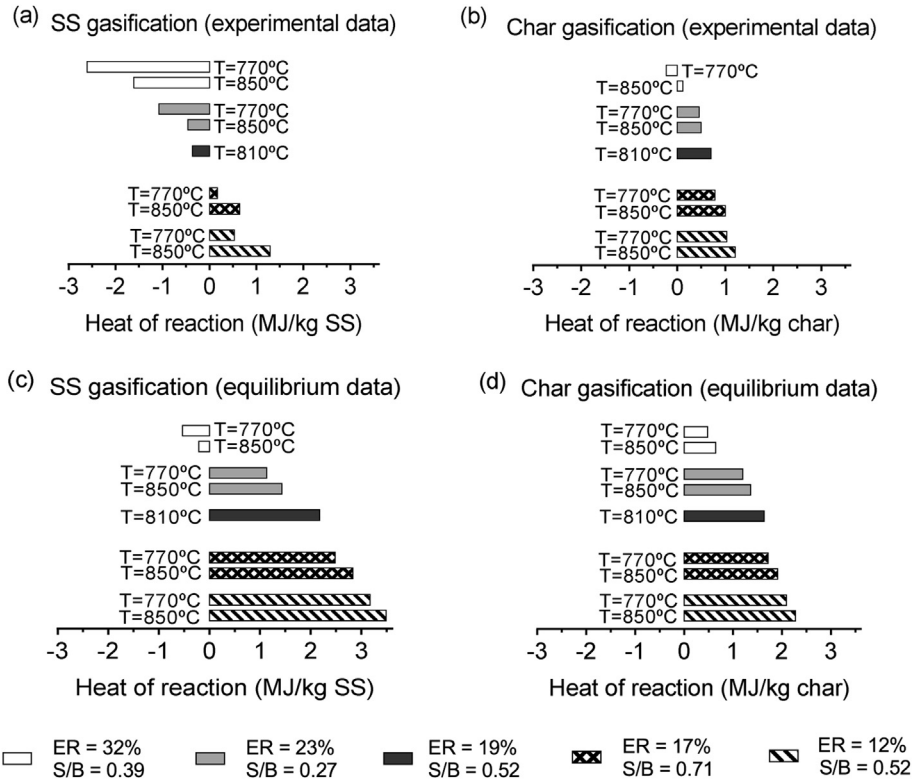 (a) SS gasification (experimental data)
T=770ºC
T=850ºC
T=770ºC
T=850ºC
T=810ºC
T=770ºC
T=850ºC
T=770ºC
T=850ºC
-3 -2 -1 0 1 2 3
Heat of reaction (MJ/kg SS)
(b) Char gasification (experimental data)
T=770ºC
T=850ºC
T=770ºC
T=850ºC
T=810ºC
T=770ºC
T=850ºC
T=770ºC
T=850ºC
-3 -2 -1 0 1 2 3
Heat of reaction (MJ/kg char)
(c) SS gasification (equilibrium data)
T=770ºC
T=850ºC
T=770ºC
T=850ºC
T=810ºC
T=770ºC
T=850ºC
T=770ºC
T=850ºC
-3 -2 -1 0 1 2 3
Heat of reaction (MJ/kg SS)
(d) Char gasification (equilibrium data)
T=770ºC
T=850ºC
T=770ºC
T=850ºC
T=810ºC
T=770ºC
T=850ºC
T=770ºC
T=850ºC
-3 -2 -1 0 1 2 3
Heat of reaction (MJ/kg char)
ER = 32%
S/B = 0.39
ER = 23%
S/B = 0.27
ER = 19%
S/B = 0.52
ER = 17%
S/B = 0.71
ER = 12%
S/B = 0.52